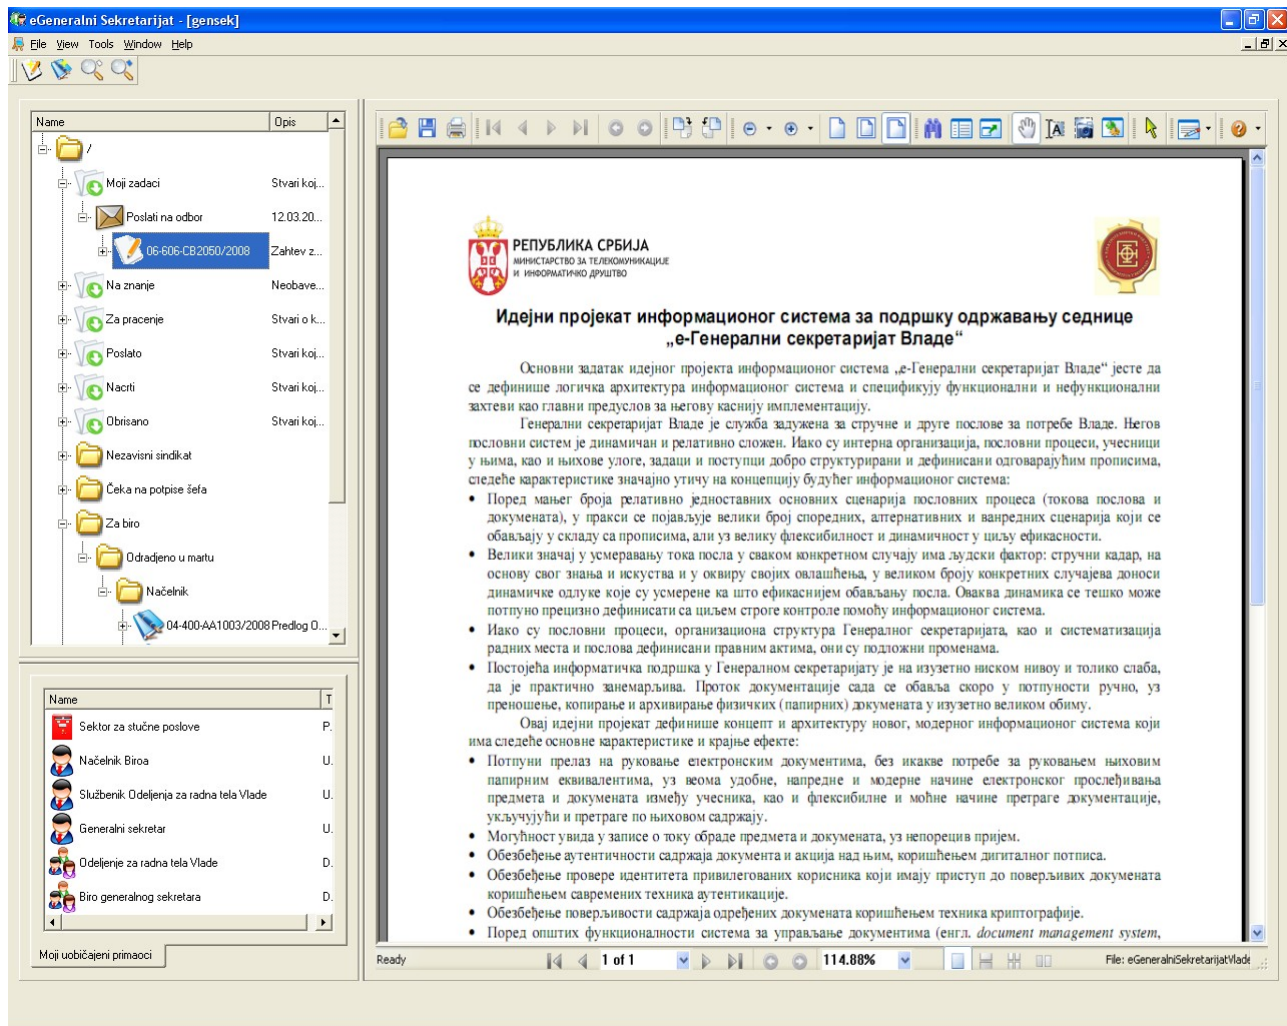 eGeneralni Sekretarijat - [gensek]
File View Tools Window Help
Name Opis
/
Moji zadaci Stvari koj...
Poslati na odbor 12.03.20...
06-606-CB2050/2008 Zahtev z...
Na znanje Neobave...
Za pracenje Stvari o k...
Poslato Stvari koj...
Nacrti Stvari koj...
Obrisano Stvari koj...
Nezavisni sindikat
Čeka na potpise šefa
Za biro
Odradjeno u martu
Načelnik
04-400-AA1003/2008 Predlog O...
Name T
Sektor za stučne poslove P.
Načelnik Biroa U.
Službenik Odeljenja za radna tela Vlade U.
Generalni sekretar U.
Odeljenje za radna tela Vlade D.
Biro generalnog sekretara D.
Moji uobičajeni primaoci
РЕПУБЛИКА СРБИЈА
МИНИСТАРСТВО ЗА ТЕЛЕКОМУНИКАЦИЈЕ
И ИНФОРМАТИЧКО ДРУШТВО
Идејни пројекат информационог система за подршку одржавању седнице
„е-Генерални секретаријат Владе“
Основни задатак идејног пројекта информационог система „е-Генерални секретаријат Владе“ јесте да
се дефинише логичка архитектура информационог система и спецификују функционални и нефункционални
захтеви као главни предуслов за његову каснију имплементацију.
Генерални секретаријат Владе је служба задужена за стручне и друге послове за потребе Владе. Његов
пословни систем је динамичан и релативно сложен. Иако су интерна организација, пословни процеси, учесници
у њима, као и њихове улоге, задаци и поступци добро структурирани и дефинисани одговарајућим прописима,
следеће карактеристике значајно утичу на концепцију будућег информационог система:
• Поред мањег броја релативно једноставних основних сценарија пословних процеса (токова послова и
докумената), у пракси се појављује велики број споредних, алтернативних и ванредних сценарија који се
обављају у складу са прописима, али уз велику флексибилност и динамичност у циљу ефикасности.
• Велики значај у усмеравању тока посла у сваком конкретном случају има људски фактор: стручни кадар, на
основу свог знања и искуства и у оквиру својих овлашћења, у великом броју конкретних случајева доноси
динамичке одлуке које су усмерене ка што ефикаснијем обављању посла. Оваква динамика се тешко може
потпуно прецизно дефинисати са циљем строге контроле помоћу информационог система.
• Иако су пословни процеси, организациона структура Генералног секретаријата, као и систематизација
радних места и послова дефинисани правним актима, они су подложни променама.
• Постојећа информатичка подршка у Генералном секретаријату је на изузетно ниском нивоу и толико слаба,
да је практично занемарљива. Проток документације сада се обавља скоро у потпуности ручно, уз
преношење, копирање и архивирање физичких (папирних) докумената у изузетно великом обиму.
Овај идејни пројекат дефинише концепт и архитектуру новог, модерног информационог система који
има следеће основне карактеристике и крајње ефекте:
• Потпуни прелаз на руковање електронским документима, без икакве потребе за руковањем њиховим
папирним еквивалентима, уз веома удобне, напредне и модерне начине електронског прослеђивања
предмета и докумената између учесника, као и флексибилне и моћне начине претраге документације,
укључујући и претраге по њиховом садржају.
• Могућност увида у записе о току обраде предмета и докумената, уз непорецив пријем.
• Обезбеђење аутентичности садржаја документа и акција над њим, коришћењем дигиталног потписа.
• Обезбеђење провере идентитета привилегованих корисника који имају приступ до поверљивих докумената
коришћењем савремених техника аутентикације.
• Обезбеђење поверљивости садржаја одређених докумената коришћењем техника криптографије.
• Поред општих функционалности система за управљање документима (енгл. document management system,
Ready 1 of 1 114.88% File: eGeneralniSekretarijatVlade